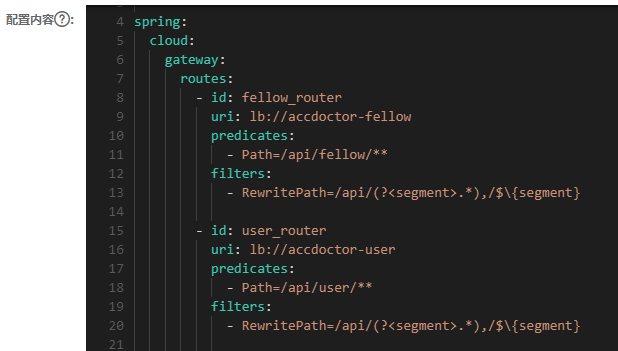 配置内容?:
4 spring:
5   cloud:
6     gateway:
7       routes:
8         - id: fellow_router
9           uri: lb://accdoctor-fellow
10           predicates:
11             - Path=/api/fellow/**
12           filters:
13             - RewritePath=/api/(?<segment>.*),/$\{segment}
14
15         - id: user_router
16           uri: lb://accdoctor-user
17           predicates:
18             - Path=/api/user/**
19           filters:
20             - RewritePath=/api/(?<segment>.*),/$\{segment}
21